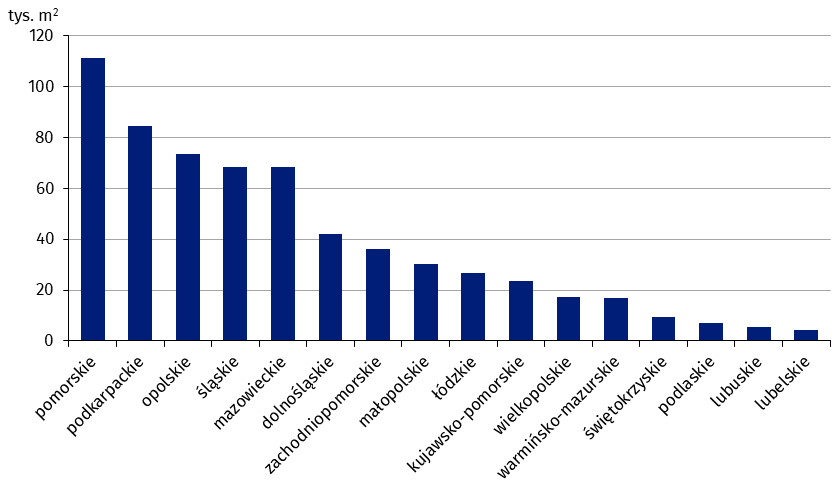 tys. m²
120
100
80
60
40
20
0
pomorskie
podkarpackie
opolskie
śląskie
mazowieckie
dolnośląskie
zachodniopomorskie
małopolskie
łódzkie
kujawsko-pomorskie
wielkopolskie
warmińsko-mazurskie
świętokrzyskie
podlaskie
lubuskie
lubelskie